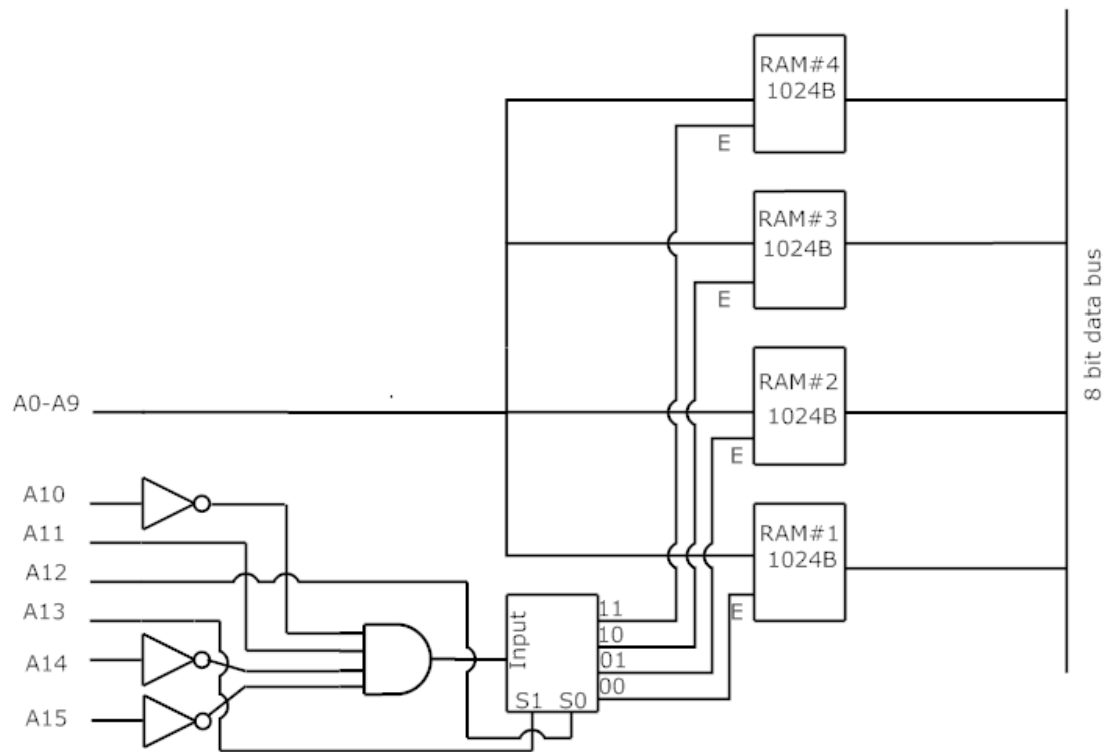 RAM#4
1024B
E
RAM#3
1024B
E
8 bit data bus
RAM#2
1024B
A0-A9
E
A10
RAM#1
A11
1024B
A12
A13
Input
11
E
10
A14
01
00
S1 S0
A15